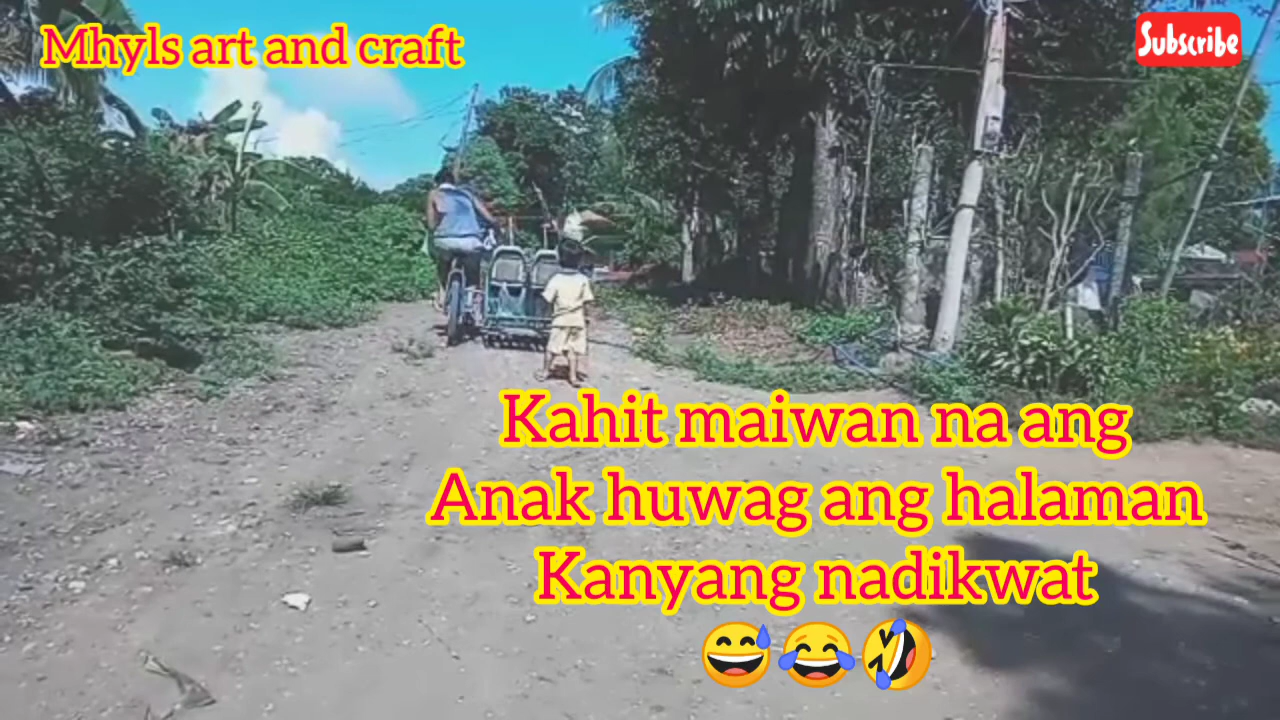 Mhyls art and craft
Subscribe
Kahit maiwan na ang
Anak huwag ang halaman
Kanyang nadikwat
😅😂🤣